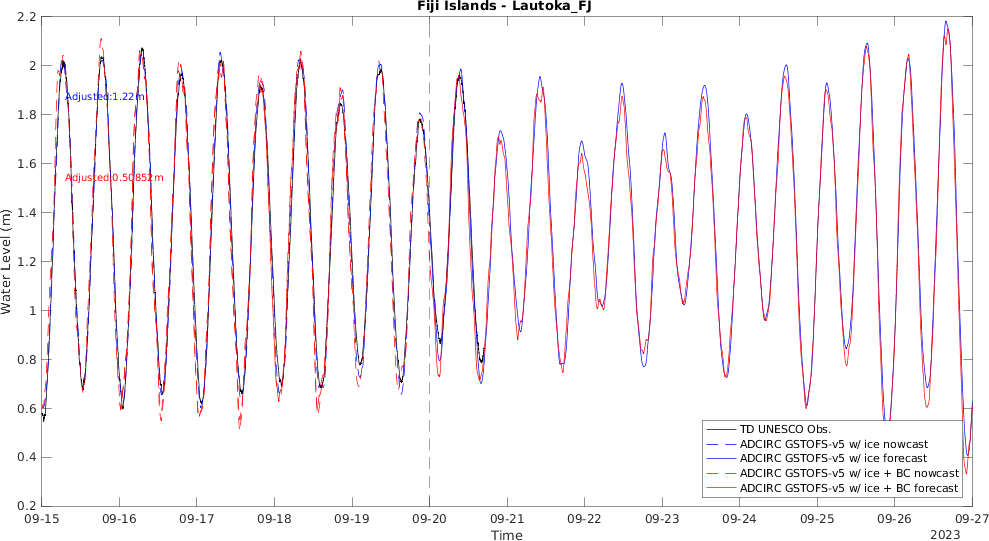 Fiji Islands - Lautoka_FJ
2.2
2
1.8
1.6
1.4
1.2
1
0.8
0.6
0.4
0.2
Water Level (m)
Adjusted:1.22m
Adjusted:0.50852m
TD UNESCO Obs.
ADCIRC GSTOFS-v5 w/ ice nowcast
ADCIRC GSTOFS-v5 w/ ice forecast
ADCIRC GSTOFS-v5 w/ ice + BC nowcast
ADCIRC GSTOFS-v5 w/ ice + BC forecast
09-15 09-16 09-17 09-18 09-19 09-20 09-21 09-22 09-23 09-24 09-25 09-26 09-27
Time
2023